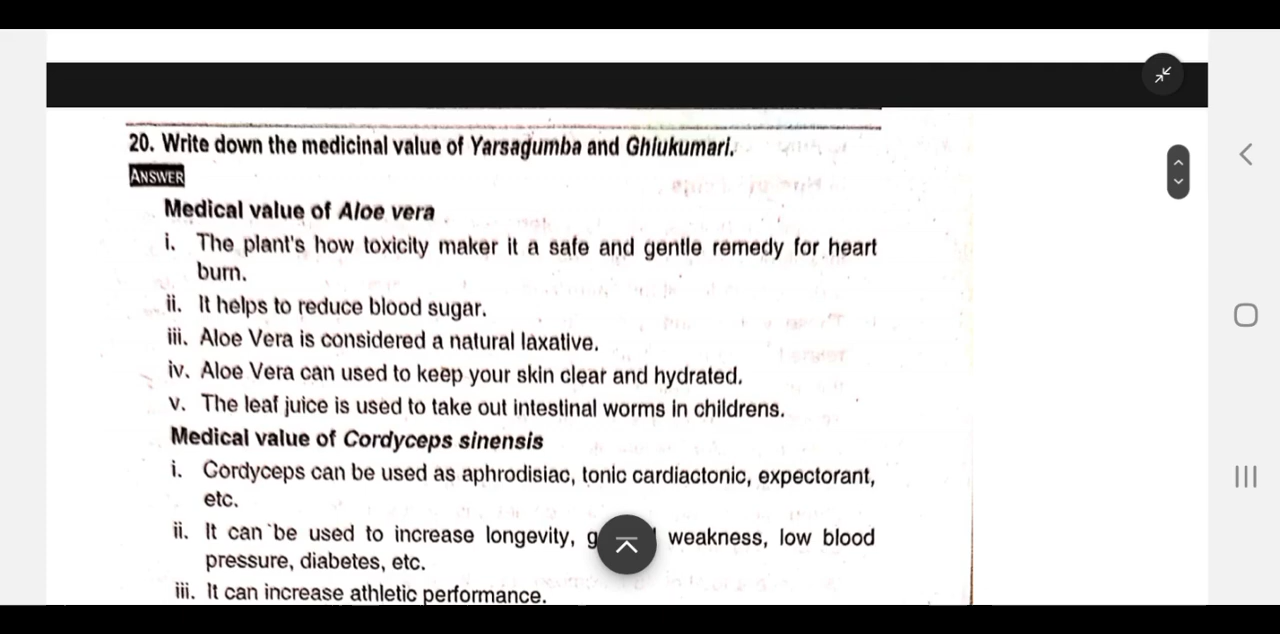 20. Write down the medicinal value of Yarsagumba and Ghiukumari.
ANSWER
Medical value of Aloe vera
i. The plant's how toxicity maker it a safe and gentle remedy for heart
burn.
ii. It helps to reduce blood sugar.
iii. Aloe Vera is considered a natural laxative.
iv. Aloe Vera can used to keep your skin clear and hydrated.
v. The leaf juice is used to take out intestinal worms in childrens.
Medical value of Cordyceps sinensis
i. Cordyceps can be used as aphrodisiac, tonic cardiactonic, expectorant,
etc.
ii. It can be used to increase longevity, weakness, low blood
pressure, diabetes, etc.
iii. It can increase athletic performance.